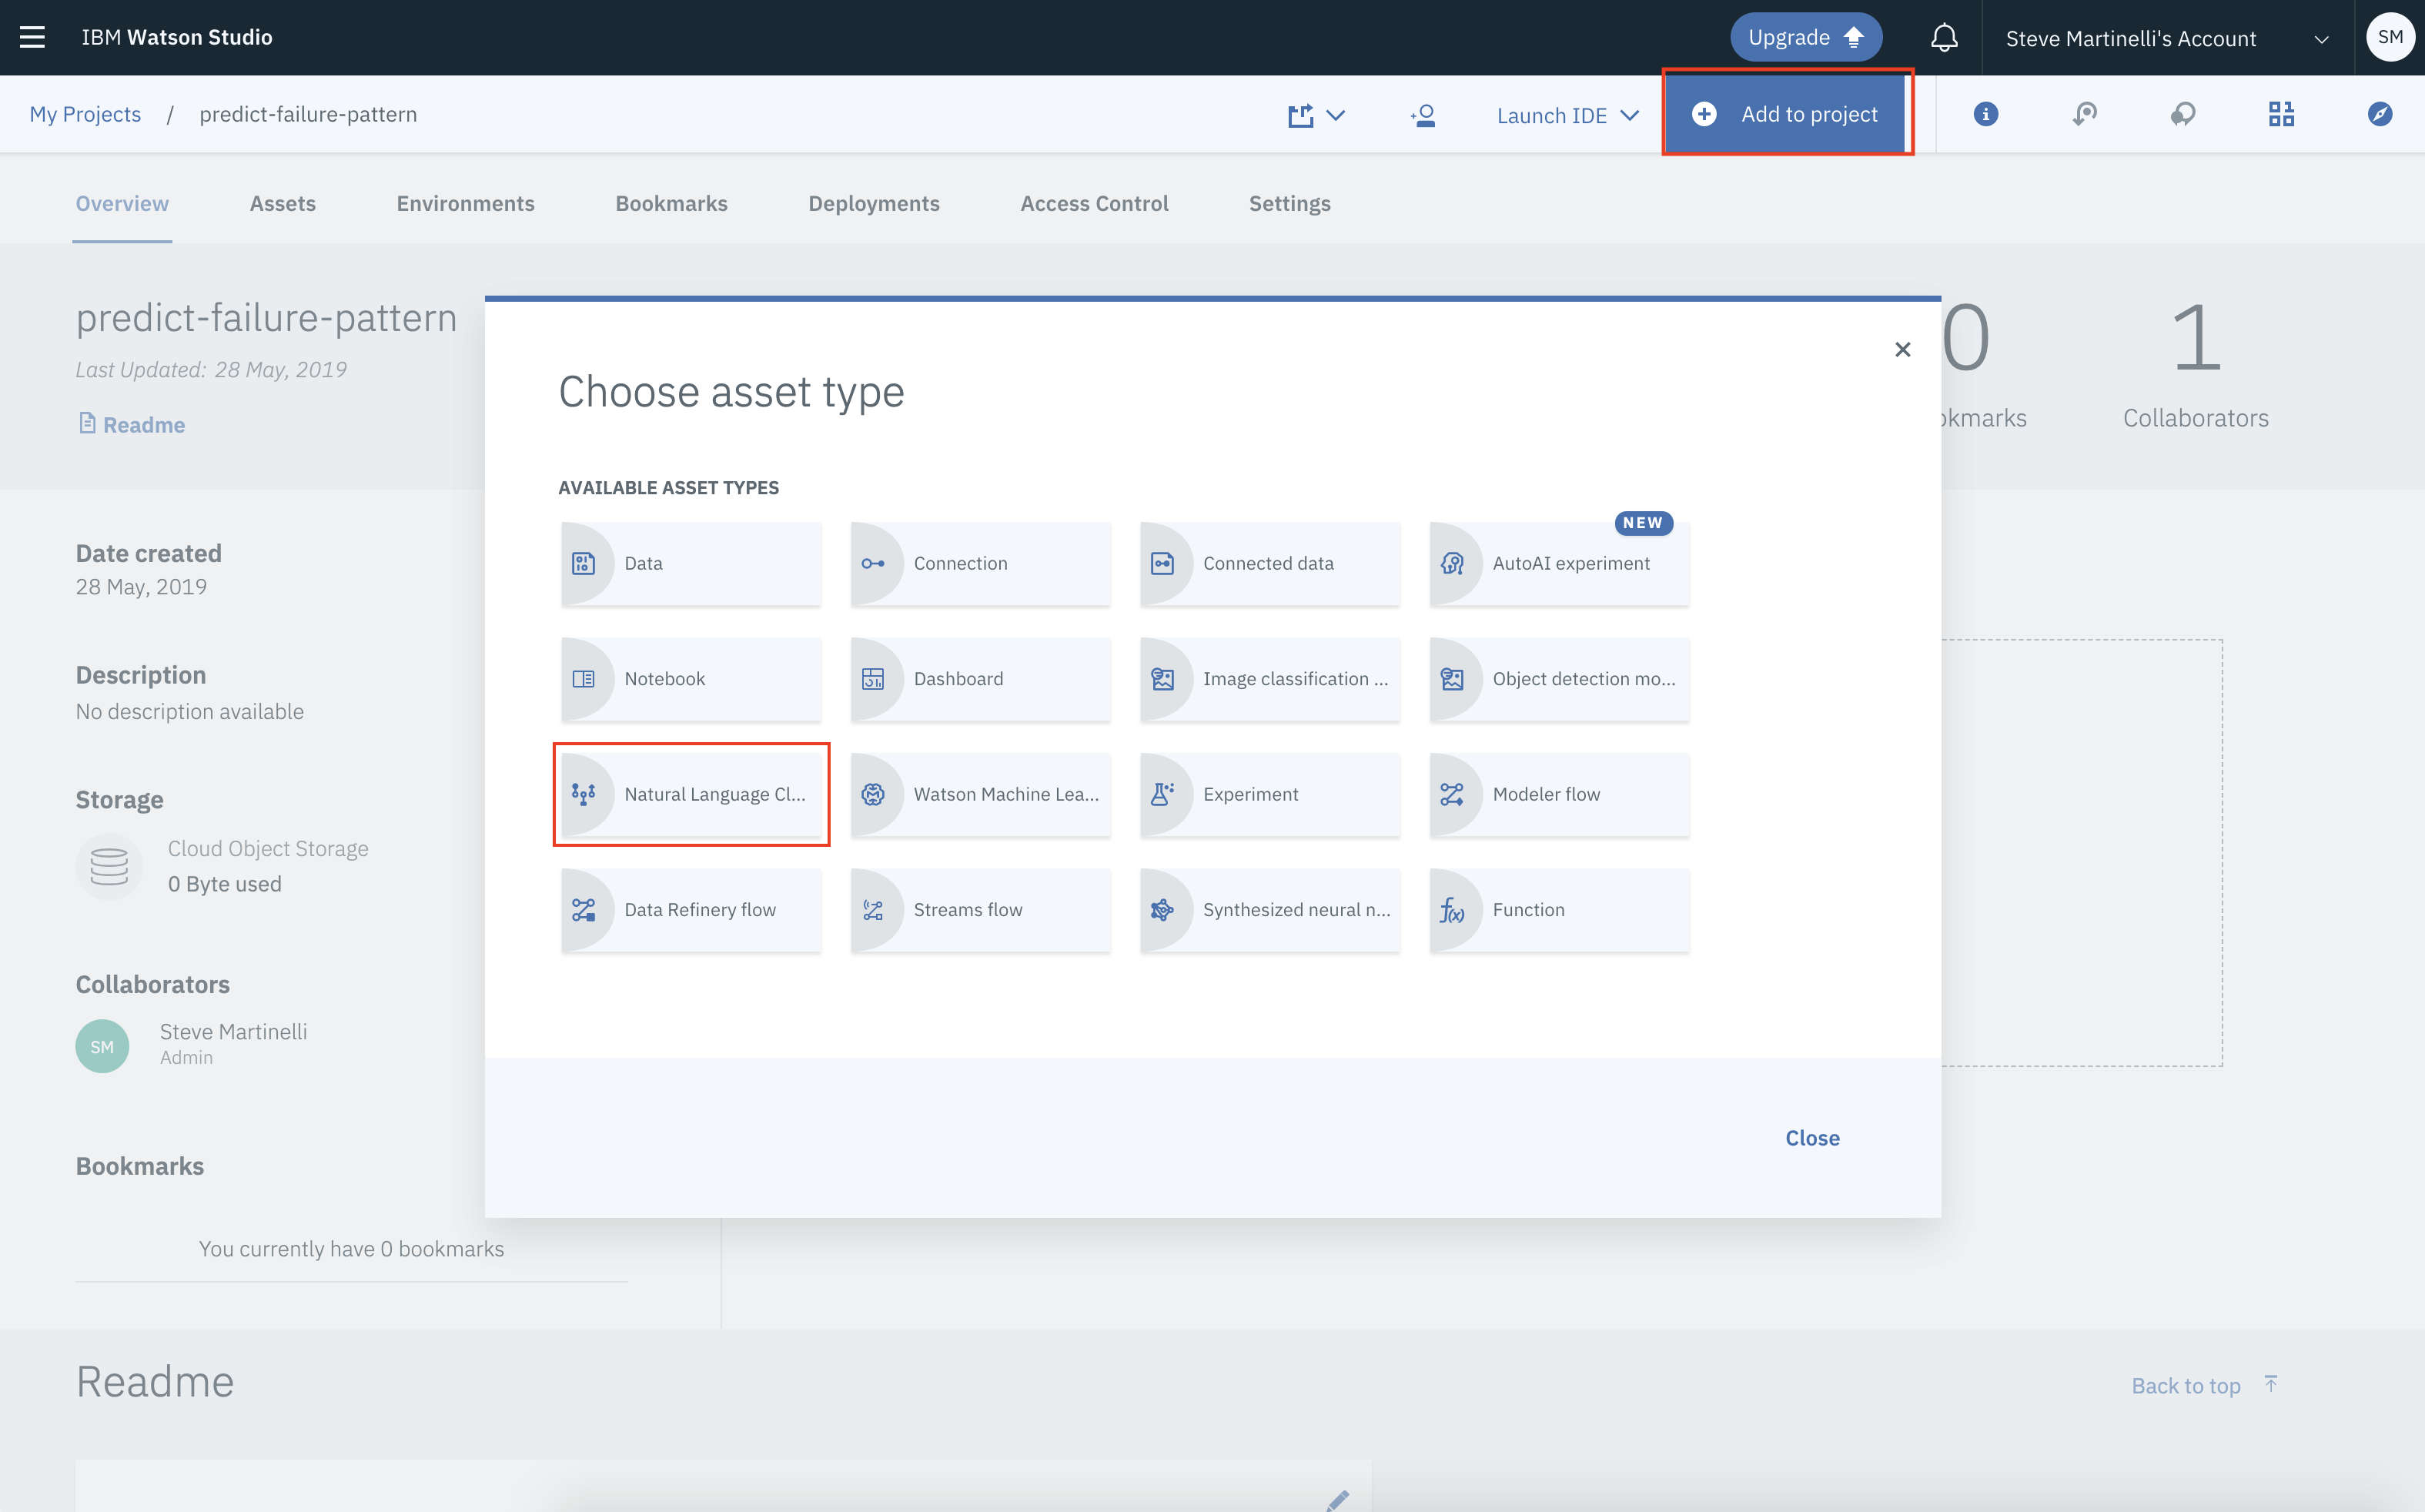 IBM Watson Studio
Upgrade
Steve Martinelli's Account
SM
My Projects / predict-failure-pattern
Launch IDE
Add to project
Overview
Assets
Environments
Bookmarks
Deployments
Access Control
Settings
predict-failure-pattern
Last Updated: 28 May, 2019
Readme
0
okmarks
1
Collaborators
Date created
28 May, 2019
Description
No description available
Storage
Cloud Object Storage
0 Byte used
Collaborators
SM
Steve Martinelli
Admin
Bookmarks
You currently have 0 bookmarks
Choose asset type
AVAILABLE ASSET TYPES
NEW
Data
Connection
Connected data
AutoAI experiment
Notebook
Dashboard
Image classification ...
Object detection mo...
Natural Language Cl...
Watson Machine Lea...
Experiment
Modeler flow
Data Refinery flow
Streams flow
Synthesized neural n...
Function
Close
Readme
Back to top